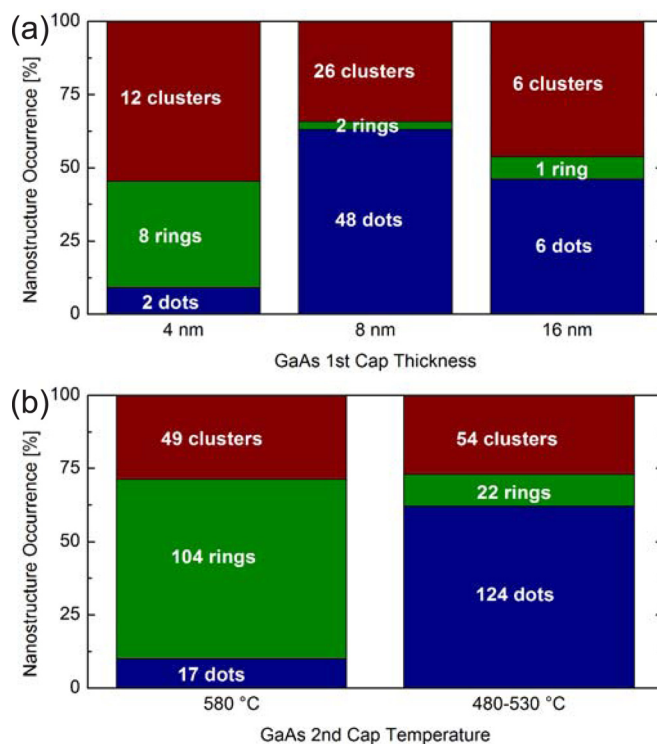 (a)
Nanostructure Occurrence [%]
100
75
50
25
0
12 clusters
8 rings
2 dots
26 clusters
2 rings
48 dots
6 clusters
1 ring
6 dots
4 nm
8 nm
16 nm
GaAs 1st Cap Thickness
(b)
Nanostructure Occurrence [%]
100
75
50
25
0
49 clusters
104 rings
17 dots
54 clusters
22 rings
124 dots
580 °C
480-530 °C
GaAs 2nd Cap Temperature